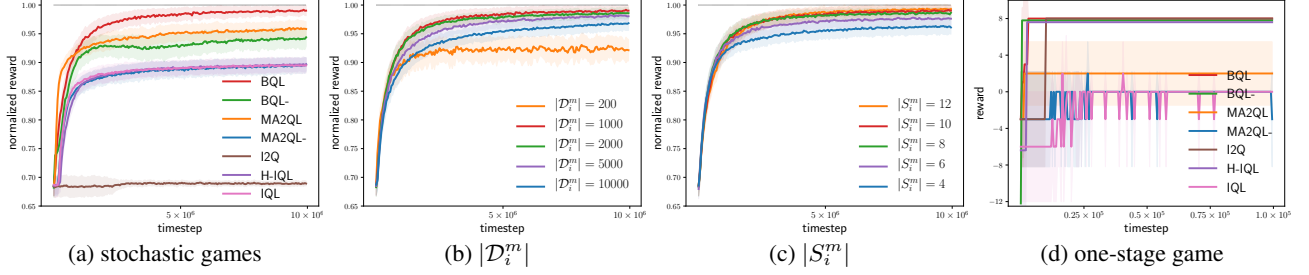 normalized reward
1.00
0.95
0.90
0.85
0.80
0.75
0.70
0.65
BQL
BQL-
MA2QL
MA2QL-
I2Q
H-IQL
IQL
5 × 10⁶
10 × 10⁶
timestep
(a) stochastic games
normalized reward
1.00
0.95
0.90
0.85
0.80
0.75
0.70
0.65
|𝒟ᵢᵐ| = 200
|𝒟ᵢᵐ| = 1000
|𝒟ᵢᵐ| = 2000
|𝒟ᵢᵐ| = 5000
|𝒟ᵢᵐ| = 10000
5 × 10⁶
10 × 10⁶
timestep
(b) |𝒟ᵢᵐ|
normalized reward
1.00
0.95
0.90
0.85
0.80
0.75
0.70
0.65
|Sᵢᵐ| = 12
|Sᵢᵐ| = 10
|Sᵢᵐ| = 8
|Sᵢᵐ| = 6
|Sᵢᵐ| = 4
5 × 10⁶
10 × 10⁶
timestep
(c) |Sᵢᵐ|
reward
8
4
0
−4
−8
−12
BQL
BQL-
MA2QL
MA2QL-
I2Q
H-IQL
IQL
0.25 × 10⁵
0.50 × 10⁵
0.75 × 10⁵
1.0 × 10⁵
timestep
(d) one-stage game